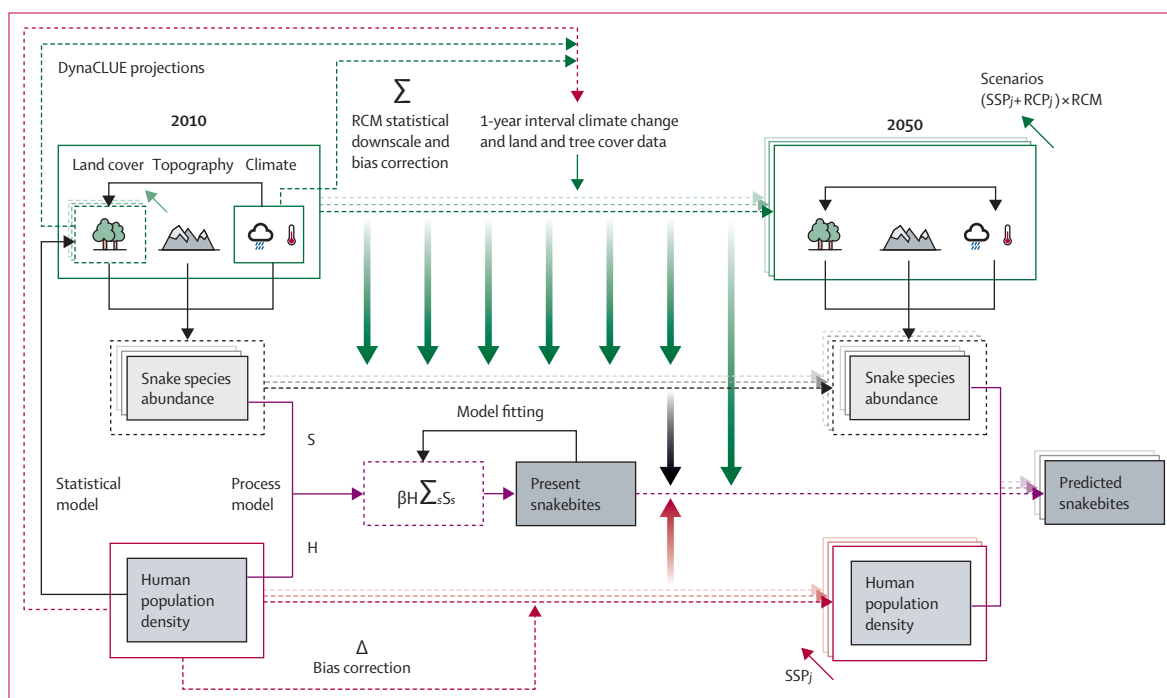 DynaCLUE projections
2010
Land cover
Topography
Climate
∑
RCM statistical
downscale and
bias correction
1-year interval climate change
and land and tree cover data
Scenarios
(SSPj+ RCPj) × RCM
2050
Snake species
abundance
Snake species
abundance
Model fitting
S
Statistical
model
Process
model
βH∑sSs
Present
snakebites
Predicted
snakebites
H
Human
population
density
Human
population
density
Δ
Bias correction
SSPj